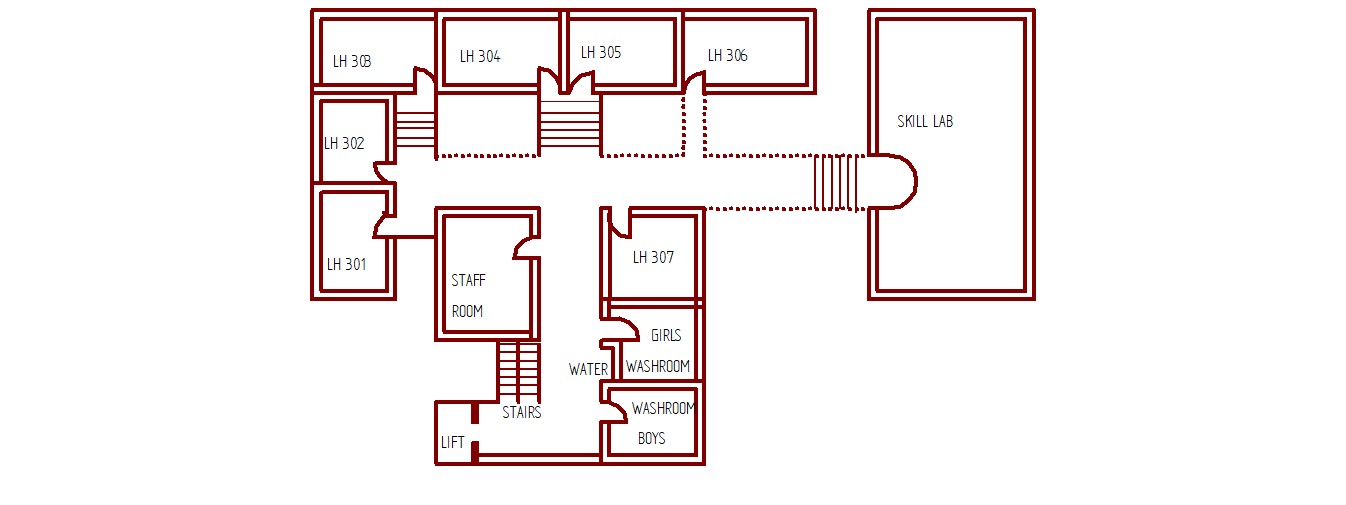 LH 303
LH 304
LH 305
LH 306
SKILL LAB
LH 302
LH 301
STAFF
ROOM
LH 307
GIRLS
WASHROOM
WATER
STAIRS
WASHROOM
BOYS
LIFT